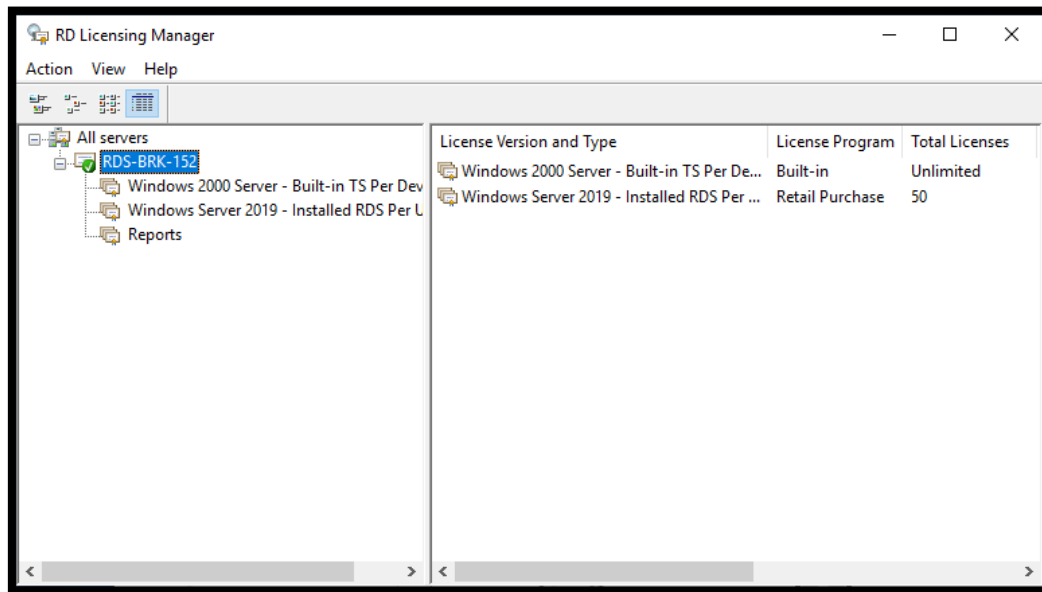 RD Licensing Manager
Action View Help
All servers
RDS-BRK-152
Windows 2000 Server - Built-in TS Per Dev
Windows Server 2019 - Installed RDS Per U
Reports
License Version and Type License Program Total Licenses
Windows 2000 Server - Built-in TS Per De... Built-in Unlimited
Windows Server 2019 - Installed RDS Per ... Retail Purchase 50